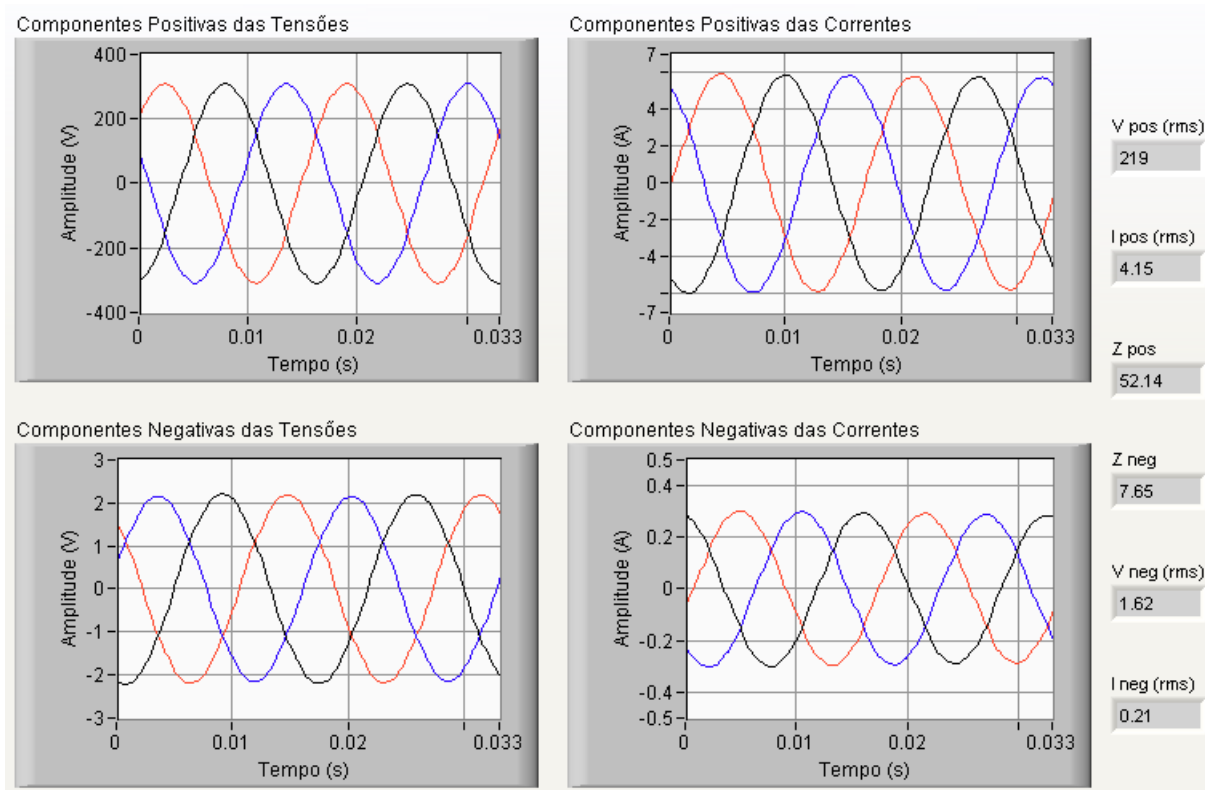 Componentes Positivas das Tensões
400
200
0
-200
-400
Amplitude (V)
0
0.01
0.02
0.033
Tempo (s)
Componentes Positivas das Correntes
7
4
2
0
-2
-4
-7
Amplitude (A)
0
0.01
0.02
0.033
Tempo (s)
V pos (rms)
219
I pos (rms)
4.15
Z pos
52.14
Componentes Negativas das Tensões
3
2
1
0
-1
-2
-3
Amplitude (V)
0
0.01
0.02
0.033
Tempo (s)
Componentes Negativas das Correntes
0.5
0.4
0.2
0
-0.2
-0.4
-0.5
Amplitude (A)
0
0.01
0.02
0.033
Tempo (s)
Z neg
7.65
V neg (rms)
1.62
I neg (rms)
0.21